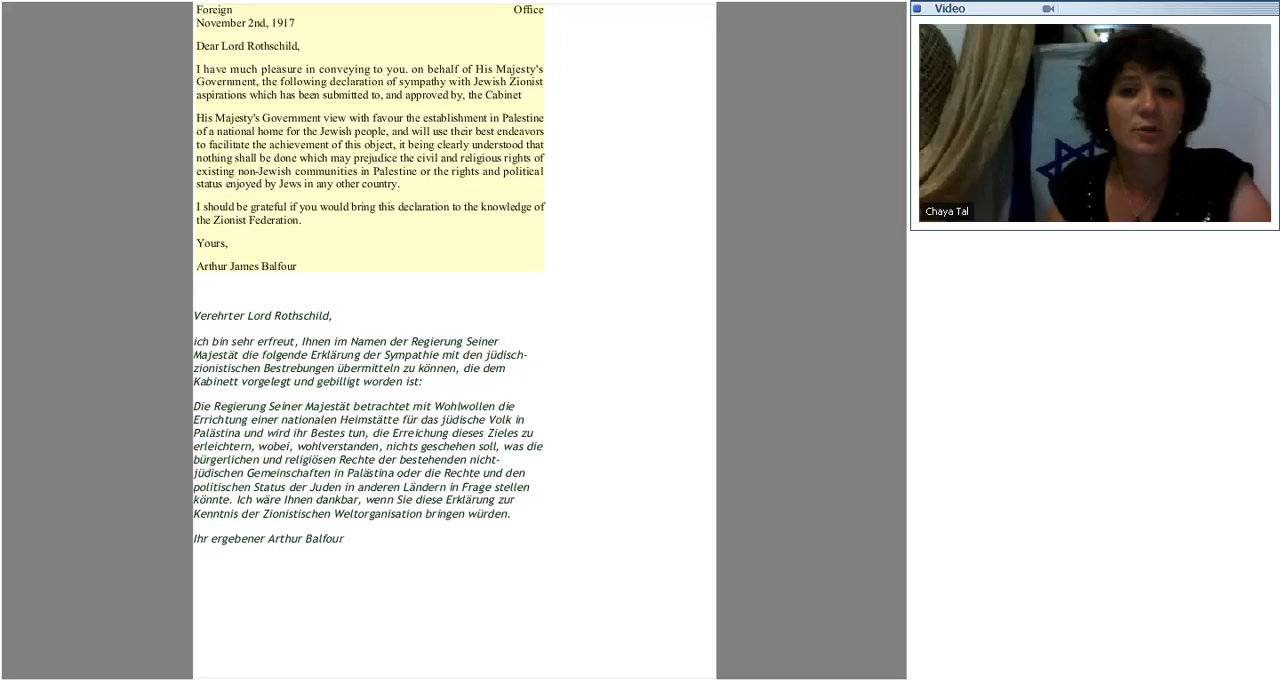 Foreign Office
November 2nd, 1917
Dear Lord Rothschild,
I have much pleasure in conveying to you. on behalf of His Majesty's
Government, the following declaration of sympathy with Jewish Zionist
aspirations which has been submitted to, and approved by, the Cabinet
His Majesty's Government view with favour the establishment in Palestine
of a national home for the Jewish people, and will use their best endeavors
to facilitate the achievement of this object, it being clearly understood that
nothing shall be done which may prejudice the civil and religious rights of
existing non-Jewish communities in Palestine or the rights and political
status enjoyed by Jews in any other country.
I should be grateful if you would bring this declaration to the knowledge of
the Zionist Federation.
Yours,
Arthur James Balfour
Verehrter Lord Rothschild,
ich bin sehr erfreut, Ihnen im Namen der Regierung Seiner
Majestät die folgende Erklärung der Sympathie mit den jüdisch-
zionistischen Bestrebungen übermitteln zu können, die dem
Kabinett vorgelegt und gebilligt worden ist:
Die Regierung Seiner Majestät betrachtet mit Wohlwollen die
Errichtung einer nationalen Heimstätte für das jüdische Volk in
Palästina und wird ihr Bestes tun, die Erreichung dieses Zieles zu
erleichtern, wobei, wohlverstanden, nichts geschehen soll, was die
bürgerlichen und religiösen Rechte der bestehenden nicht-
jüdischen Gemeinschaften in Palästina oder die Rechte und den
politischen Status der Juden in anderen Ländern in Frage stellen
könnte. Ich wäre Ihnen dankbar, wenn Sie diese Erklärung zur
Kenntnis der Zionistischen Weltorganisation bringen würden.
Ihr ergebener Arthur Balfour
Video
Chaya Tal